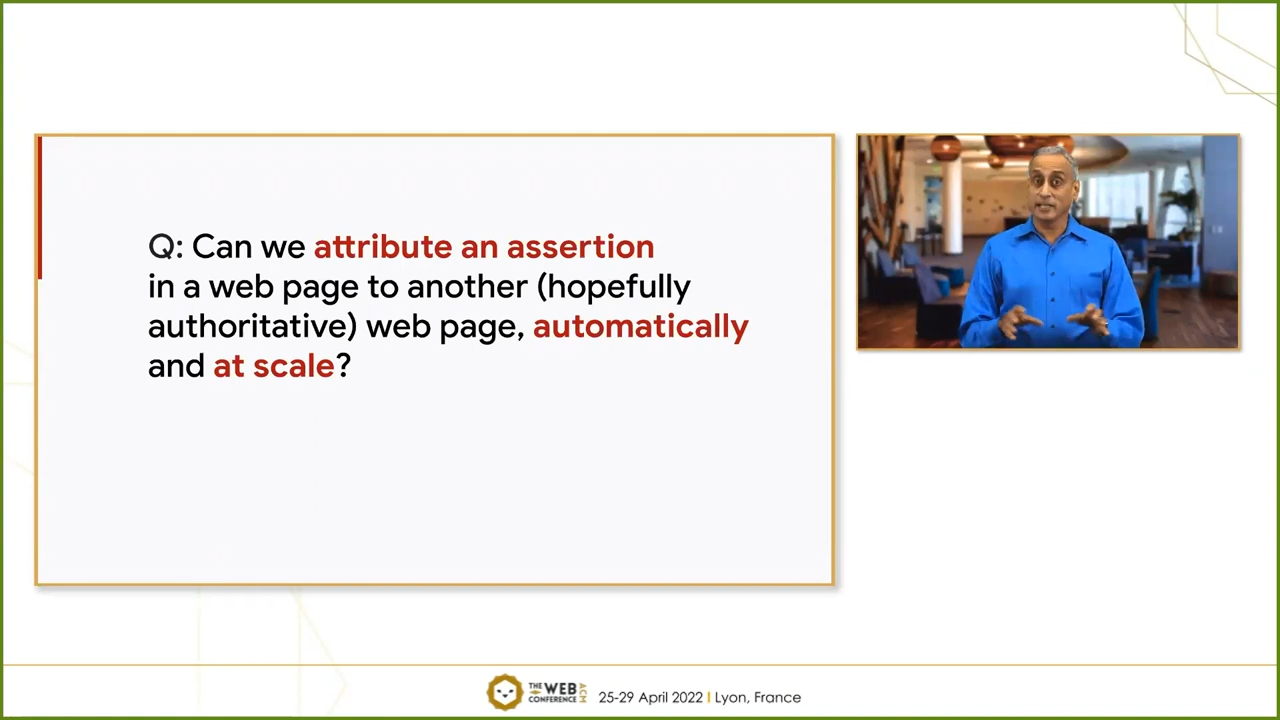 Q: Can we attribute an assertion
in a web page to another (hopefully
authoritative) web page, automatically
and at scale?
THE WEB CONFERENCE
ACM
25-29 April 2022 | Lyon, France